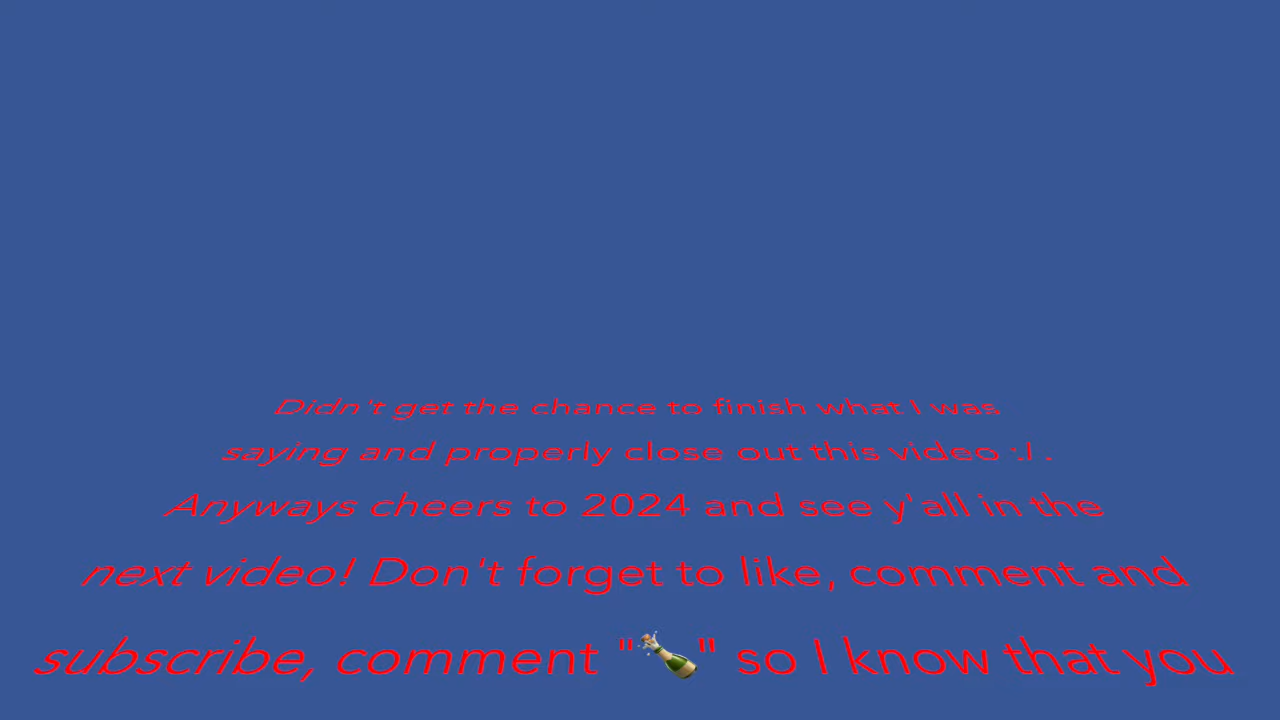 Didn't get the chance to finish what I was
saying and properly close out this video :/ .
Anyways cheers to 2024 and see y'all in the
next video! Don't forget to like, comment and
subscribe, comment "🍾" so I know that you